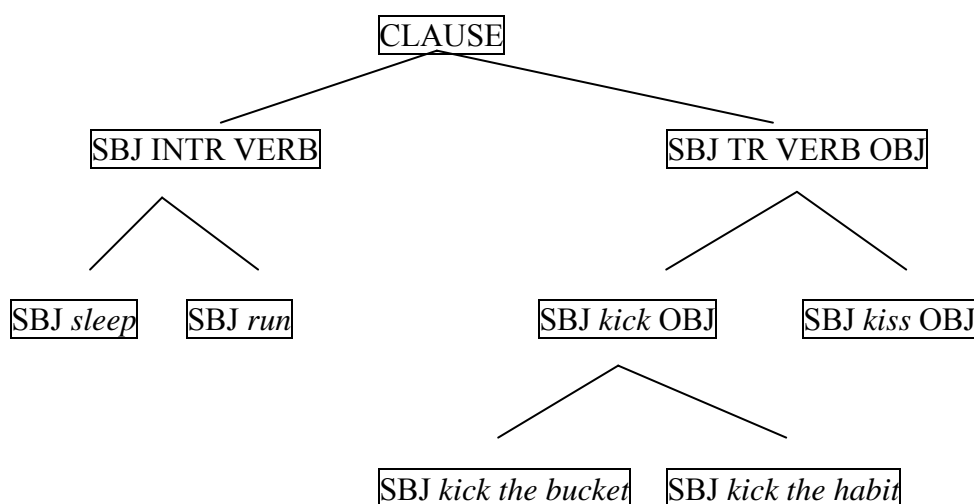 CLAUSE
SBJ INTR VERB SBJ TR VERB OBJ
SBJ sleep SBJ run SBJ kick OBJ SBJ kiss OBJ
SBJ kick the bucket SBJ kick the habit